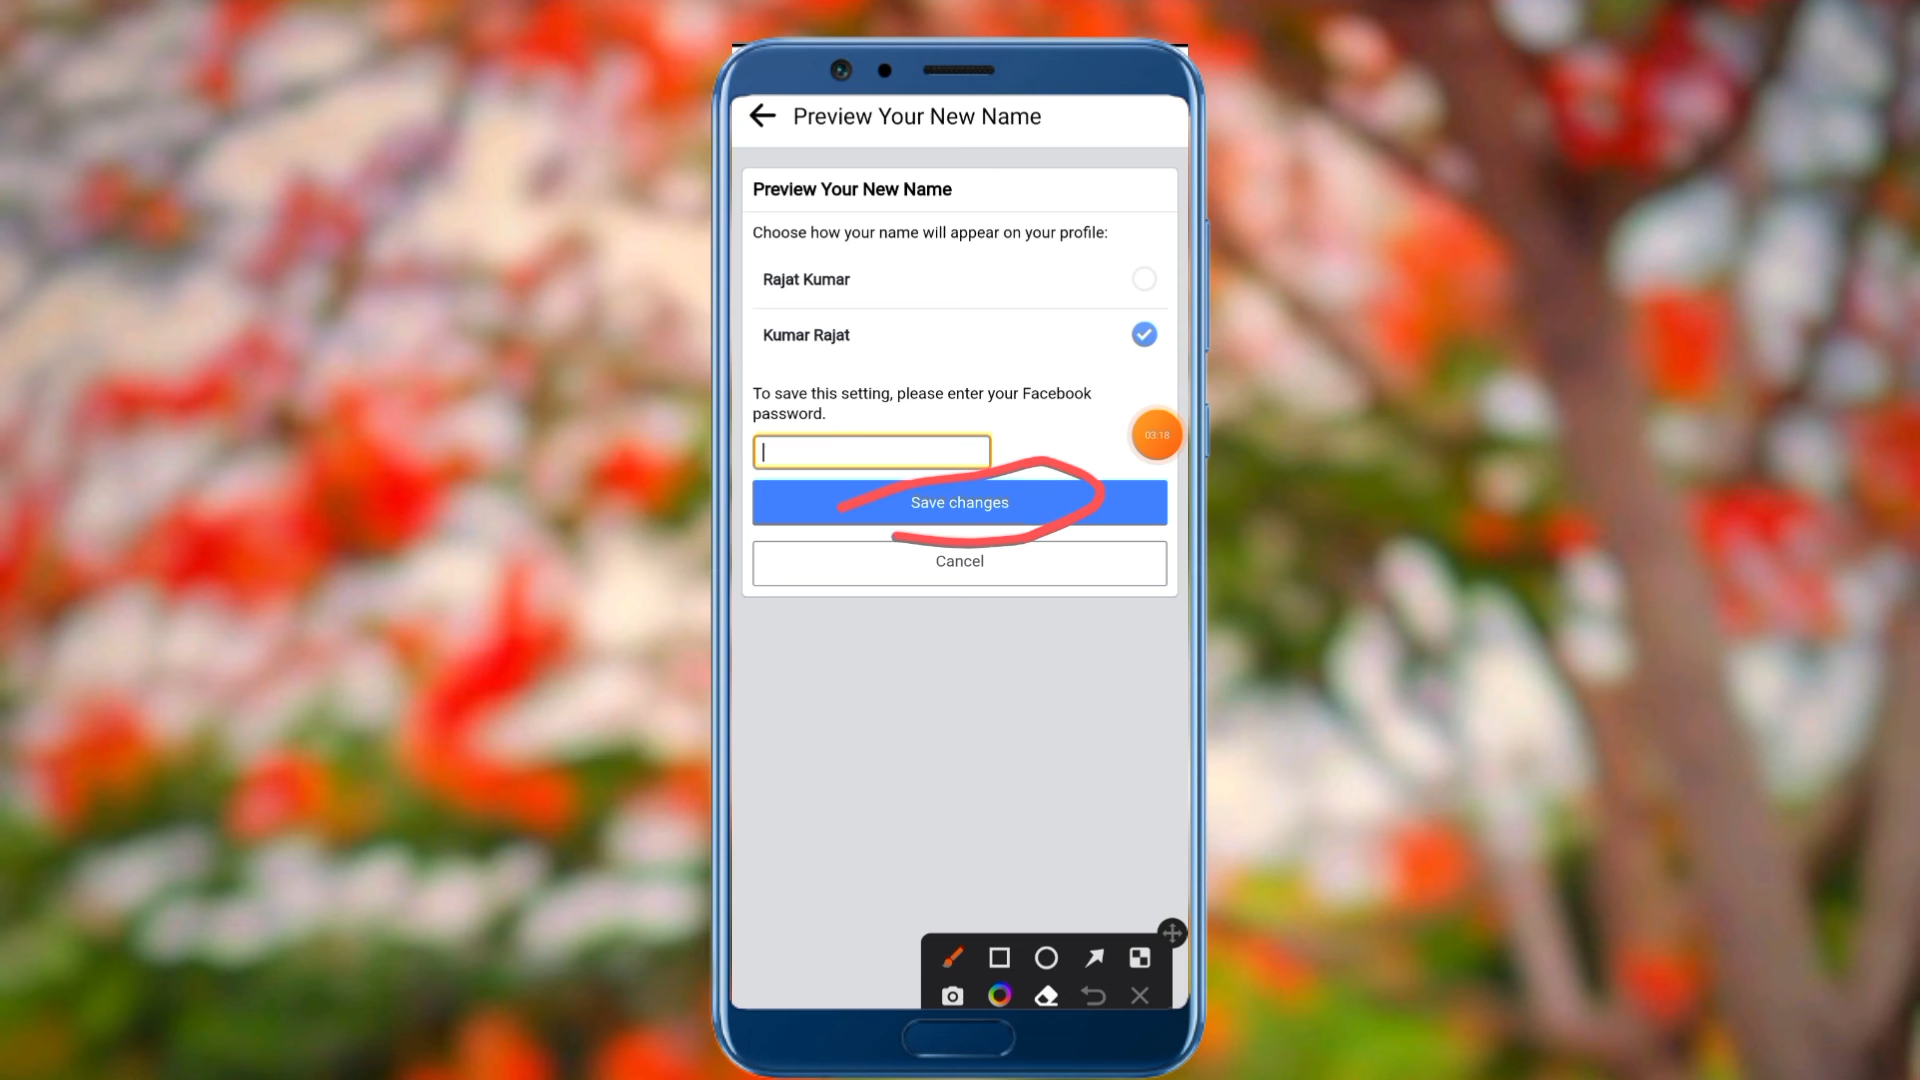 Preview Your New Name
Preview Your New Name
Choose how your name will appear on your profile:
Rajat Kumar
Kumar Rajat
To save this setting, please enter your Facebook
password.
03:18
Save changes
Cancel